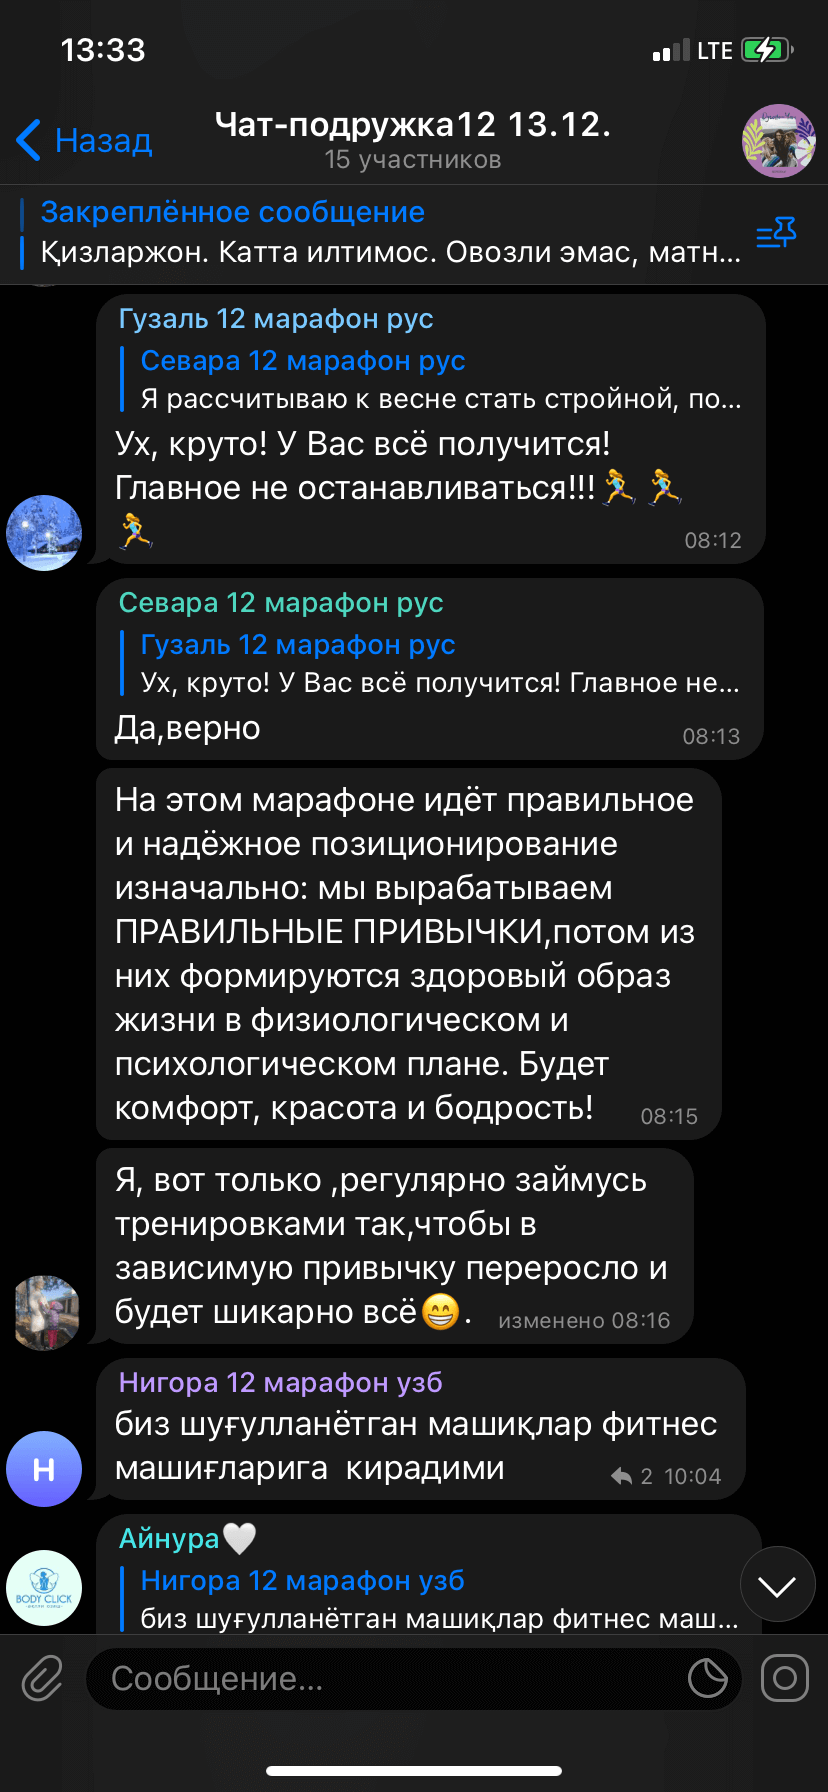 13:33
LTE
Назад
Чат-подружка12 13.12.
15 участников
Закреплённое сообщение
Қизларжон. Катта илтимос. Овозли эмас, матн...
Гузаль 12 марафон рус
Севара 12 марафон рус
Я рассчитываю к весне стать стройной, по...
Ух, круто! У Вас всё получится!
Главное не останавливаться!!!🏃‍♀️🏃‍♀️
🏃‍♀️
08:12
Севара 12 марафон рус
Гузаль 12 марафон рус
Ух, круто! У Вас всё получится! Главное не...
Да,верно
08:13
На этом марафоне идёт правильное
и надёжное позиционирование
изначально: мы вырабатываем
ПРАВИЛЬНЫЕ ПРИВЫЧКИ,потом из
них формируются здоровый образ
жизни в физиологическом и
психологическом плане. Будет
комфорт, красота и бодрость!
08:15
Я, вот только ,регулярно займусь
тренировками так,чтобы в
зависимую привычку переросло и
будет шикарно всё😁.
изменено 08:16
Нигора 12 марафон узб
биз шуғулланётган машиқлар фитнес
машиғларига  кирадими
2 10:04
Н
Айнура🤍
Нигора 12 марафон узб
биз шуғулланётган машиқлар фитнес маш...
BODY CLICK
Сообщение...